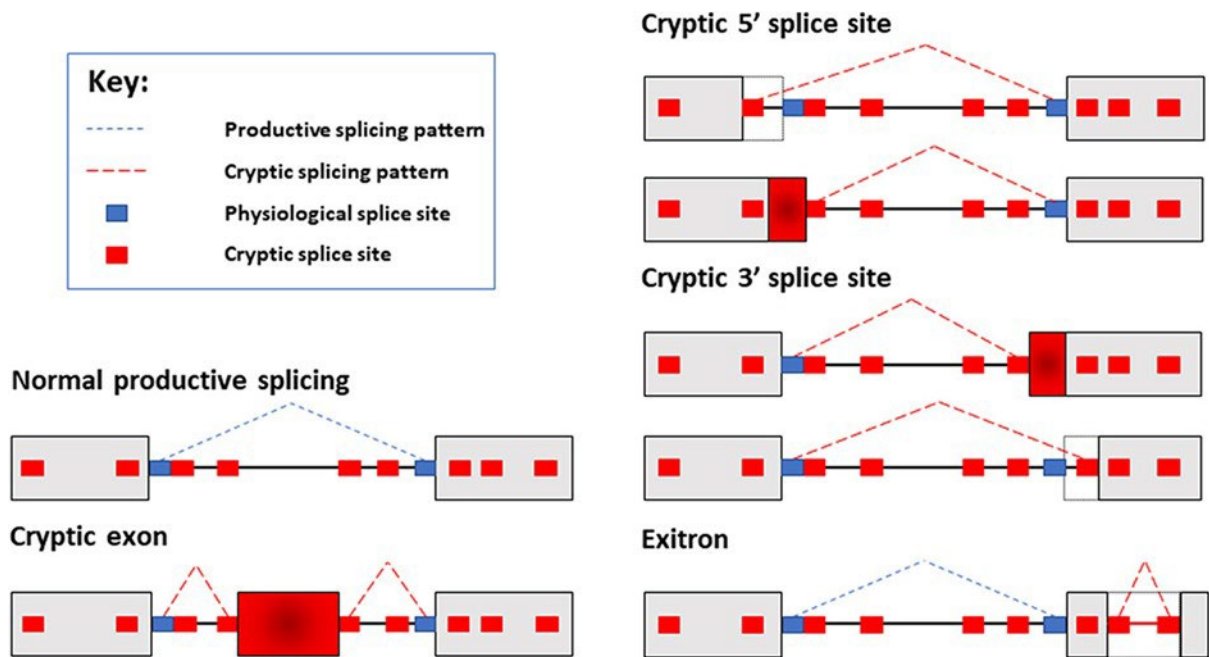 Key:
Productive splicing pattern
Cryptic splicing pattern
Physiological splice site
Cryptic splice site
Normal productive splicing
Cryptic exon
Cryptic 5’ splice site
Cryptic 3’ splice site
Exitron